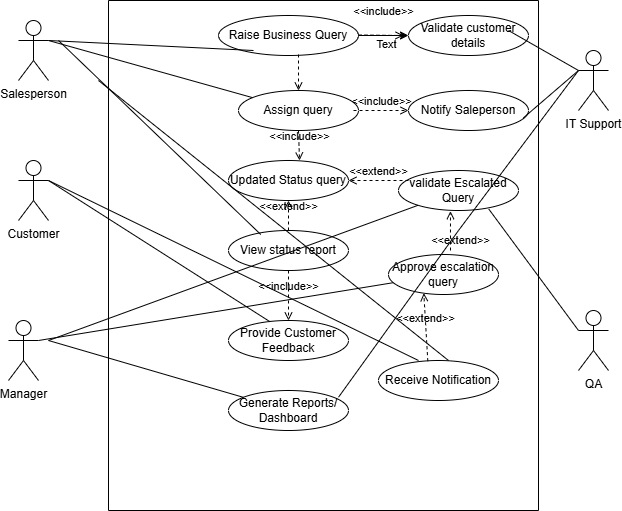 <<include>>
Raise Business Query
Text
Validate customer
details
Salesperson
Assign query
<<include>>
Notify Saleperson
IT Support
<<include>>
Updated Status query
<<extend>>
validate Escalated
Query
<<extend>>
Customer
View status report
<<extend>>
Approve escalation
query
<<include>>
<<extend>>
Provide Customer
Feedback
Manager
Receive Notification
QA
Generate Reports/
Dashboard